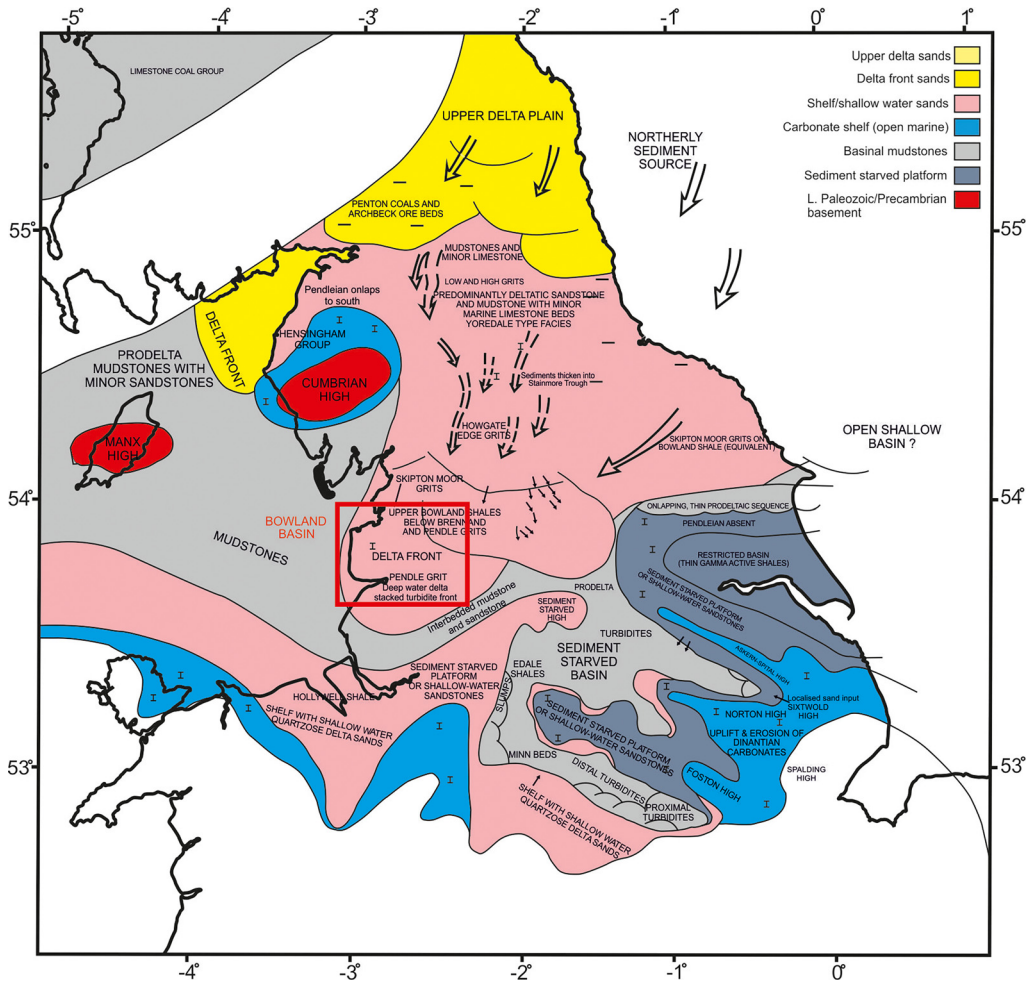 -5° -4° -3° -2° -1° 0° 1°
LIMESTONE COAL GROUP
Upper delta sands
Delta front sands
Shelf/shallow water sands
Carbonate shelf (open marine)
Basinal mudstones
Sediment starved platform
L. Paleozoic/Precambrian
basement
UPPER DELTA PLAIN
NORTHERLY
SEDIMENT
SOURCE
PENTON COALS AND
ARCHBECK ORE BEDS
55° 55°
MUDSTONES AND
MINOR LIMESTONE
LOW AND HIGH GRITS
PREDOMINANTLY DELTATIC SANDSTONE
AND MUDSTONE WITH MINOR
MARINE LIMESTONE BEDS
YOREDALE TYPE FACIES
Pendleian onlaps
to south
HENSINGHAM
GROUP
DELTA FRONT
PRODELTA
MUDSTONES WITH
MINOR SANDSTONES
CUMBRIAN
HIGH
Sediments thicken into
Stainmore Trough
MANX
HIGH
HOWGATE
EDGE GRITS
SKIPTON MOOR GRITS ON
BOWLAND SHALE (EQUIVALENT)
OPEN SHALLOW
BASIN ?
SKIPTON MOOR
GRITS
54° 54°
ONLAPPING, THIN PRODELTAIC SEQUENCE
UPPER BOWLAND SHALES
BELOW BRENNAND
AND PENDLE GRITS
PENDLEIAN ABSENT
BOWLAND
BASIN
MUDSTONES
DELTA FRONT
RESTRICTED BASIN
(THIN GAMMA ACTIVE SHALES)
PENDLE GRIT
Deep water delta
stacked turbidite front
PRODELTA
Interbedded mudstone
and sandstone
SEDIMENT STARVED PLATFORM
OR SHALLOW-WATER SANDSTONES
SEDIMENT
STARVED
HIGH
TURBIDITES
SEDIMENT
STARVED
BASIN
ASKERN-SPITAL HIGH
EDALE
SHALES
SLUMPS
SEDIMENT STARVED
PLATFORM
OR SHALLOW-WATER
SANDSTONES
HOLLYWELL SHALE
SHELF WITH SHALLOW WATER
QUARTZOSE DELTA SANDS
Localised sand input
SIXTWOLD
HIGH
NORTON HIGH
SEDIMENT STARVED PLATFORM
OR SHALLOW-WATER SANDSTONES
UPLIFT & EROSION OF
DINANTIAN
CARBONATES
MINN BEDS
DISTAL TURBIDITES
FOSTON HIGH
SPALDING
HIGH
53° 53°
PROXIMAL
TURBIDITES
SHELF WITH SHALLOW WATER
QUARTZOSE DELTA SANDS
-4° -3° -2° -1° 0°